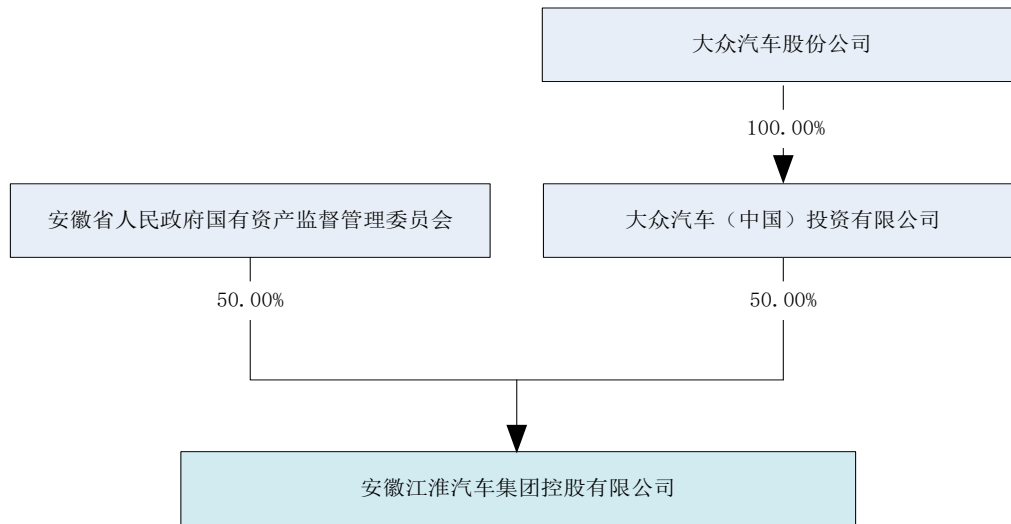 大众汽车股份公司
100.00%
安徽省人民政府国有资产监督管理委员会
大众汽车（中国）投资有限公司
50.00%
50.00%
安徽江淮汽车集团控股有限公司